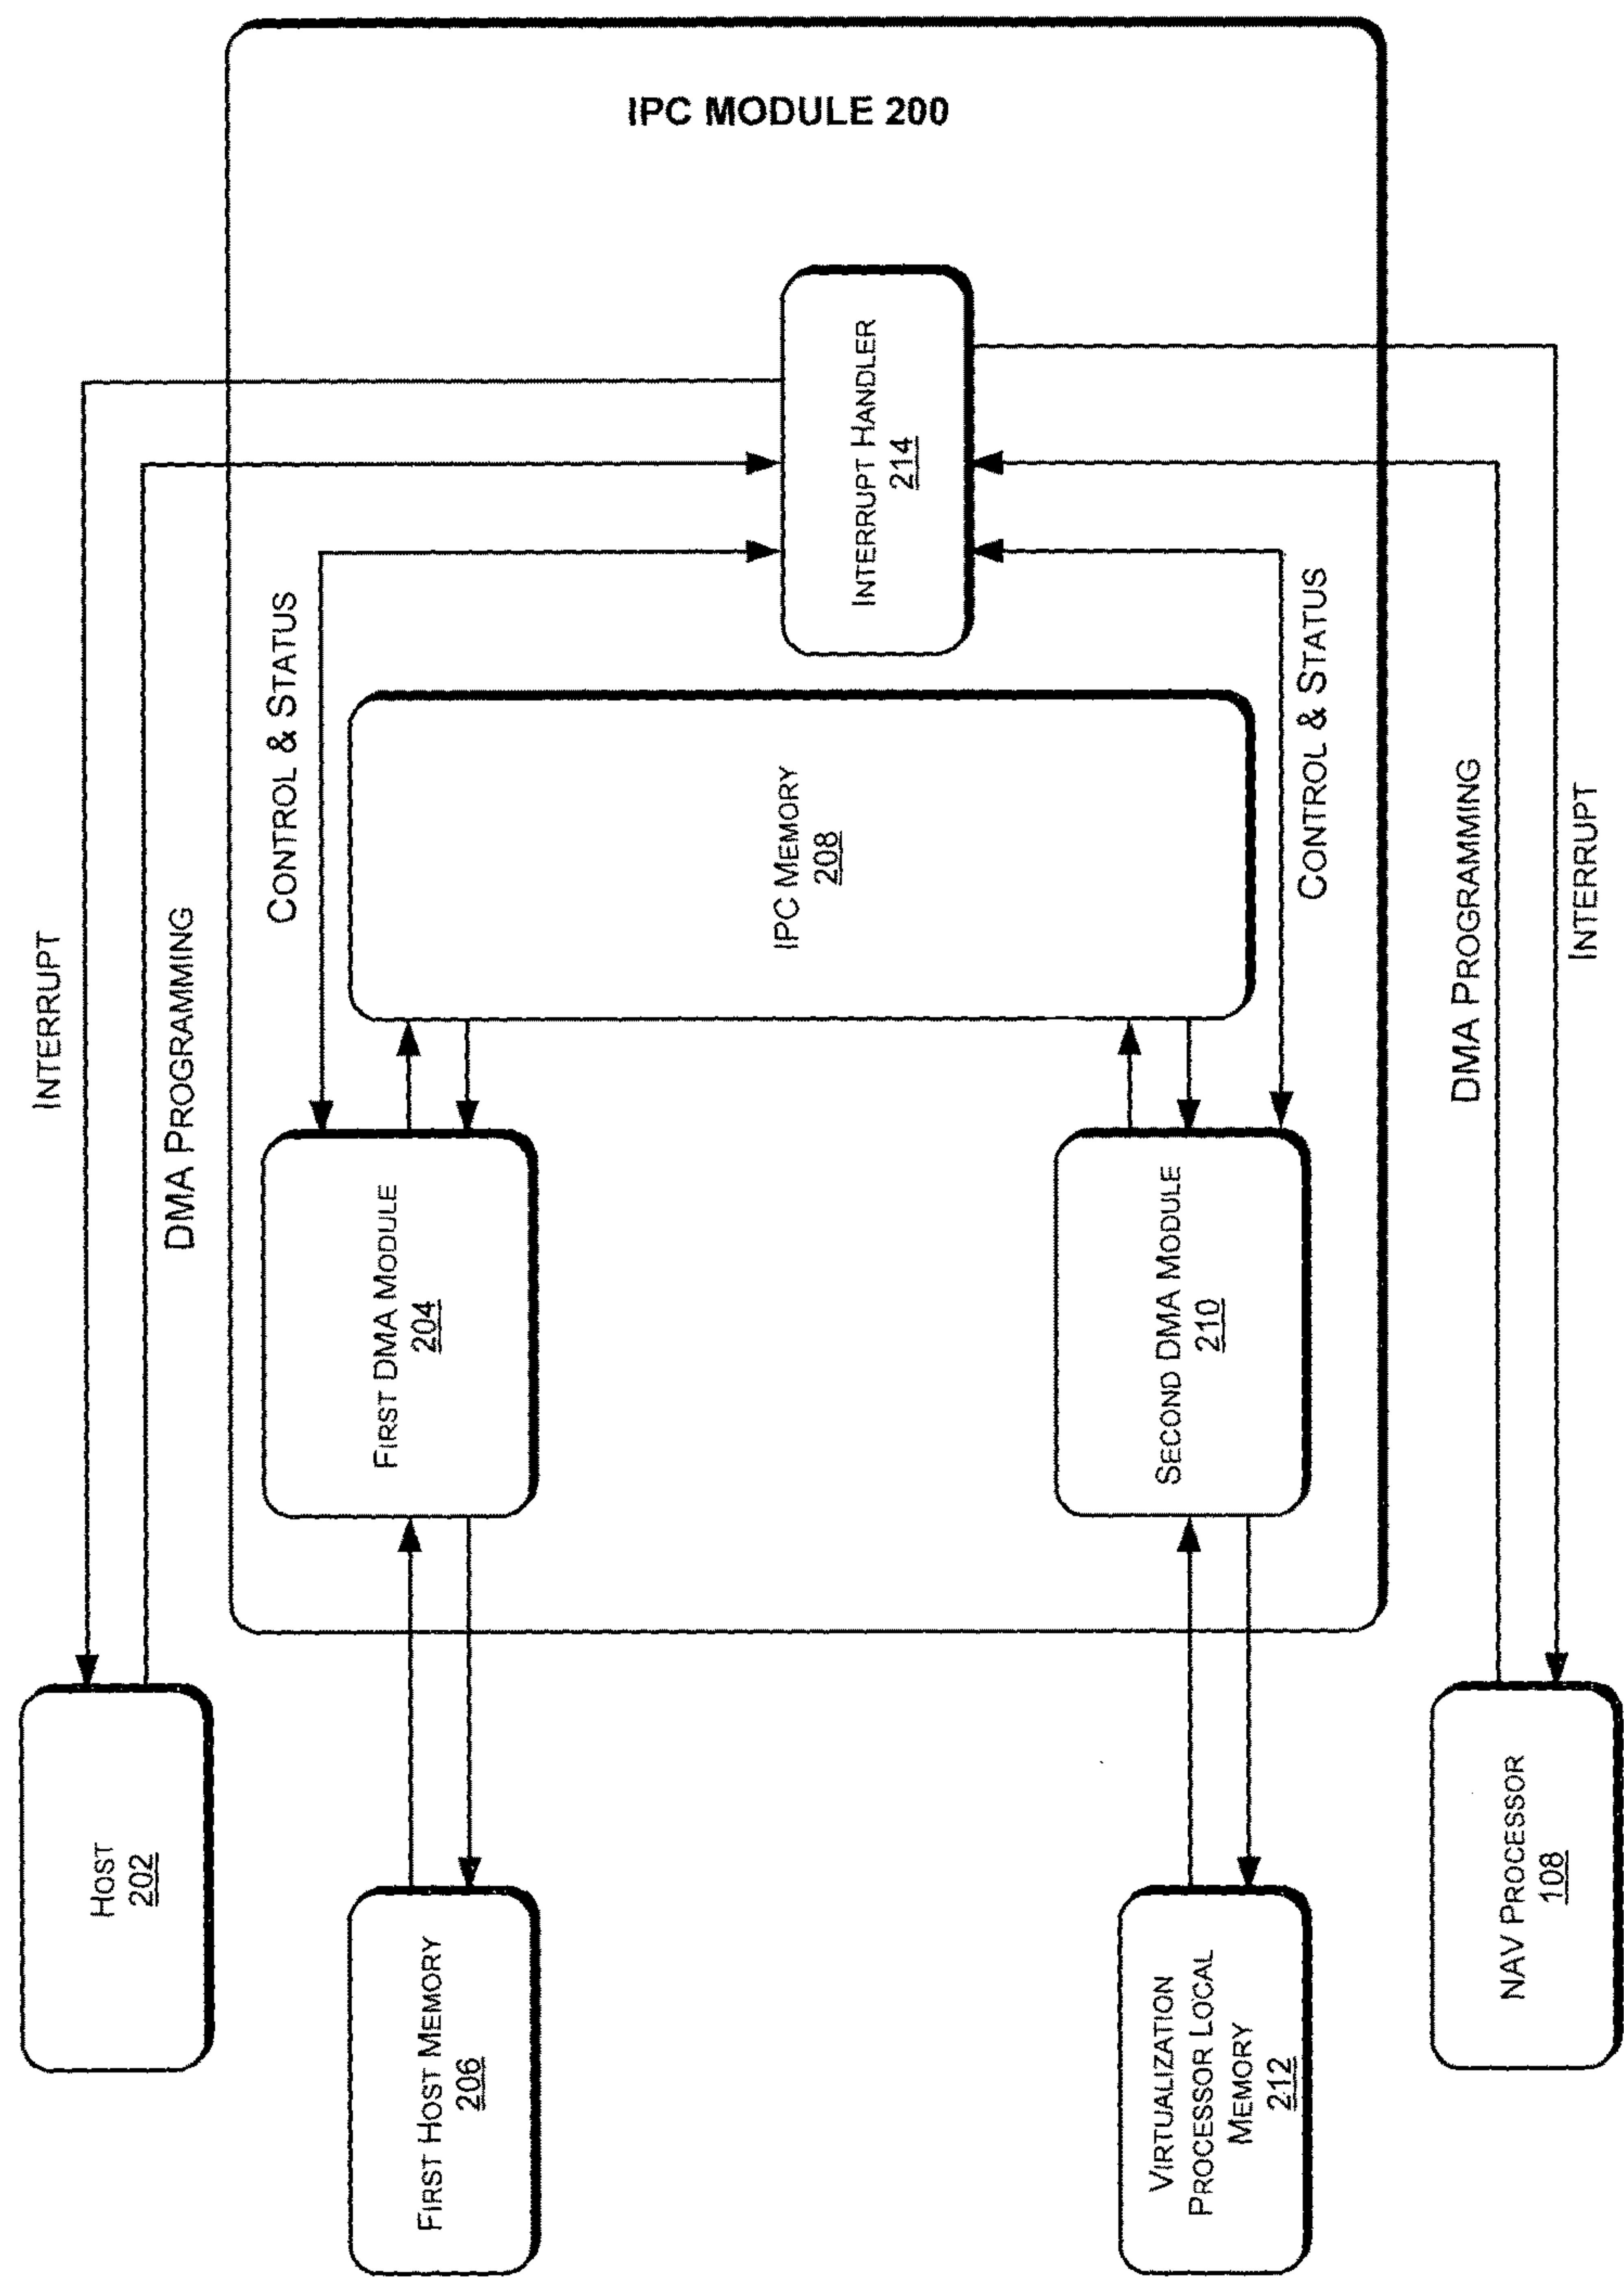 IPC MODULE 200
INTERRUPT
DMA PROGRAMMING
CONTROL & STATUS
HOST
202
FIRST HOST MEMORY
206
FIRST DMA MODULE
204
IPC MEMORY
208
INTERRUPT HANDLER
214
SECOND DMA MODULE
210
VIRTUALIZATION
PROCESSOR LOCAL
MEMORY
212
CONTROL & STATUS
DMA PROGRAMMING
INTERRUPT
NAV PROCESSOR
108